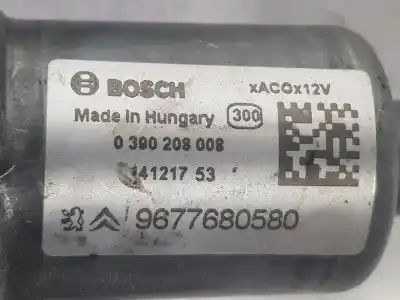 BOSCH xACOx12V
Made in Hungary 300
0 390 208 008
141217 53
9677680580